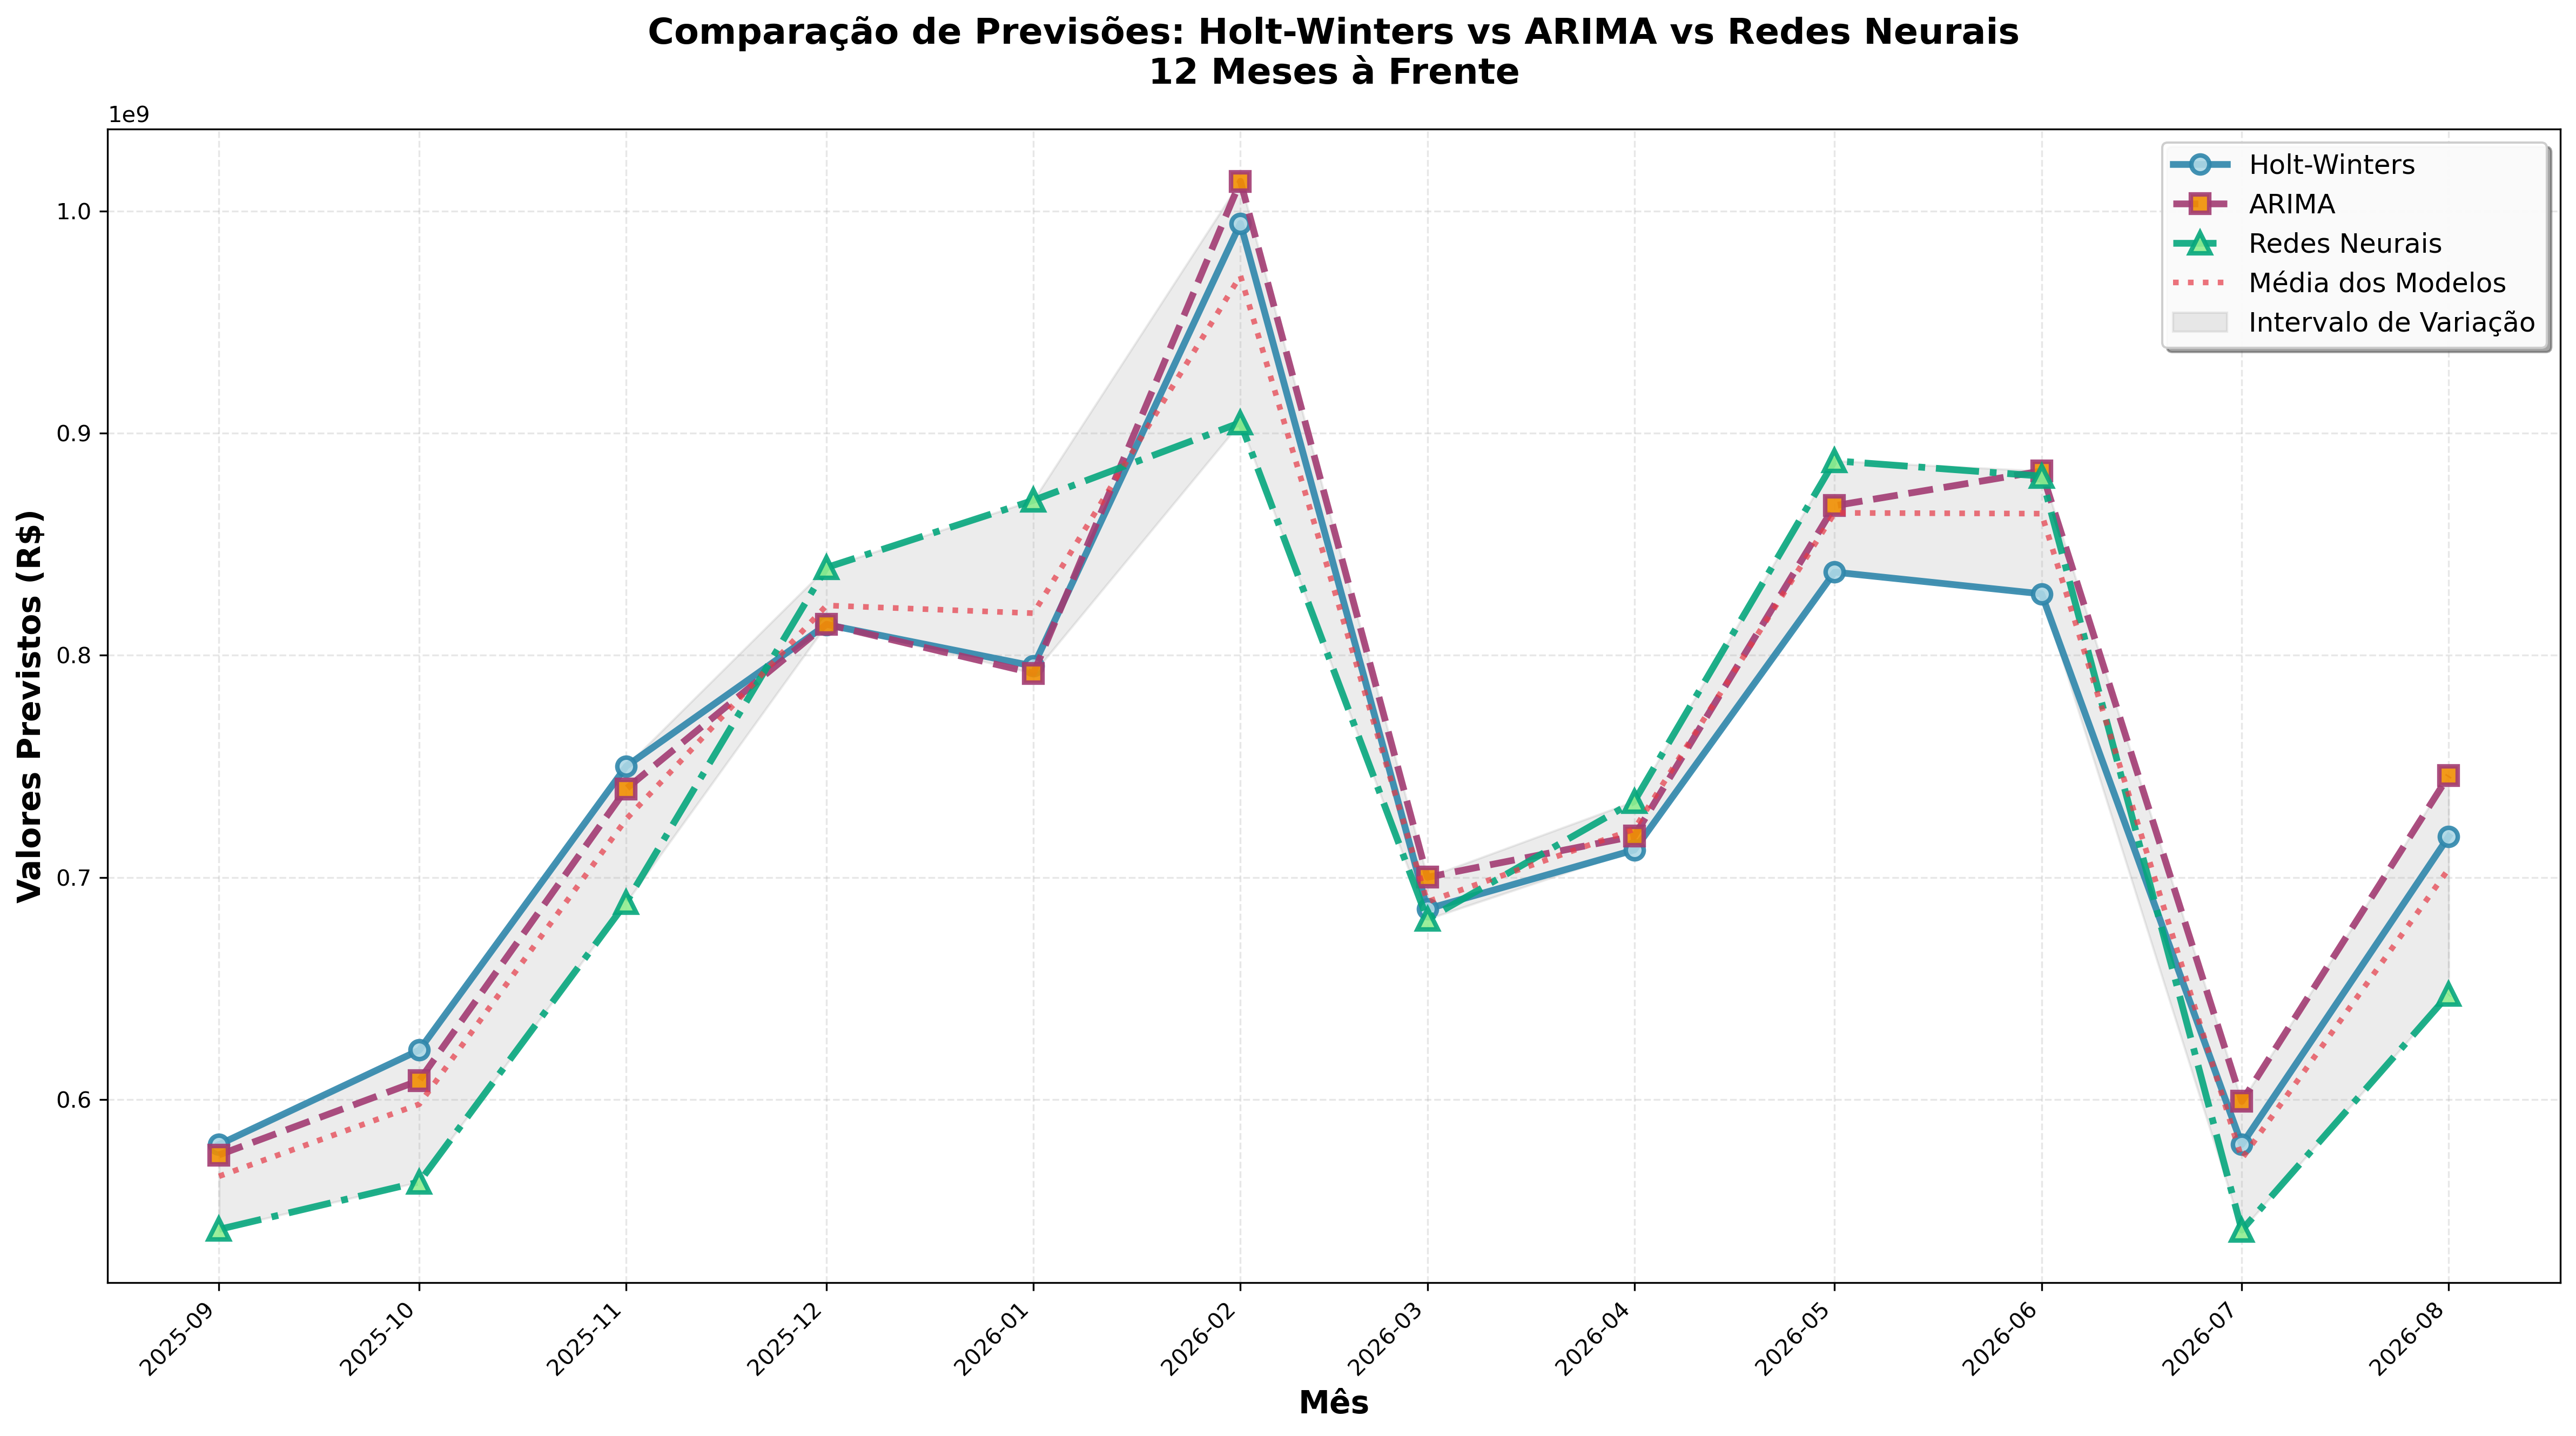 Comparação de Previsões: Holt-Winters vs ARIMA vs Redes Neurais
12 Meses à Frente
1e9
Holt-Winters
ARIMA
Redes Neurais
Média dos Modelos
Intervalo de Variação
Valores Previstos (R$)
1.0
0.9
0.8
0.7
0.6
2025-09
2025-10
2025-11
2025-12
2026-01
2026-02
2026-03
2026-04
2026-05
2026-06
2026-07
2026-08
Mês